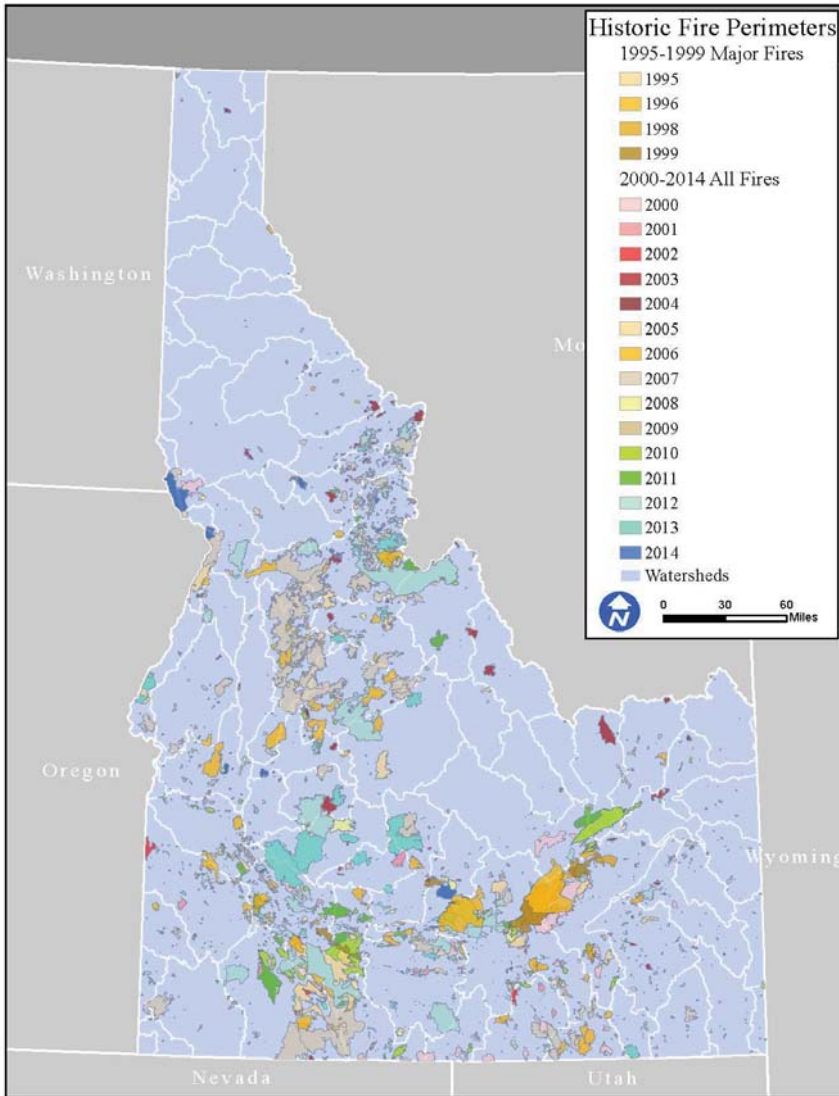 Historic Fire Perimeters
1995-1999 Major Fires
1995
1996
1998
1999
2000-2014 All Fires
2000
2001
2002
2003
2004
2005
2006
2007
2008
2009
2010
2011
2012
2013
2014
Watersheds
N
0 30 60
Miles
Washington
Mo
Oregon
Wyoming
Nevada
Utah